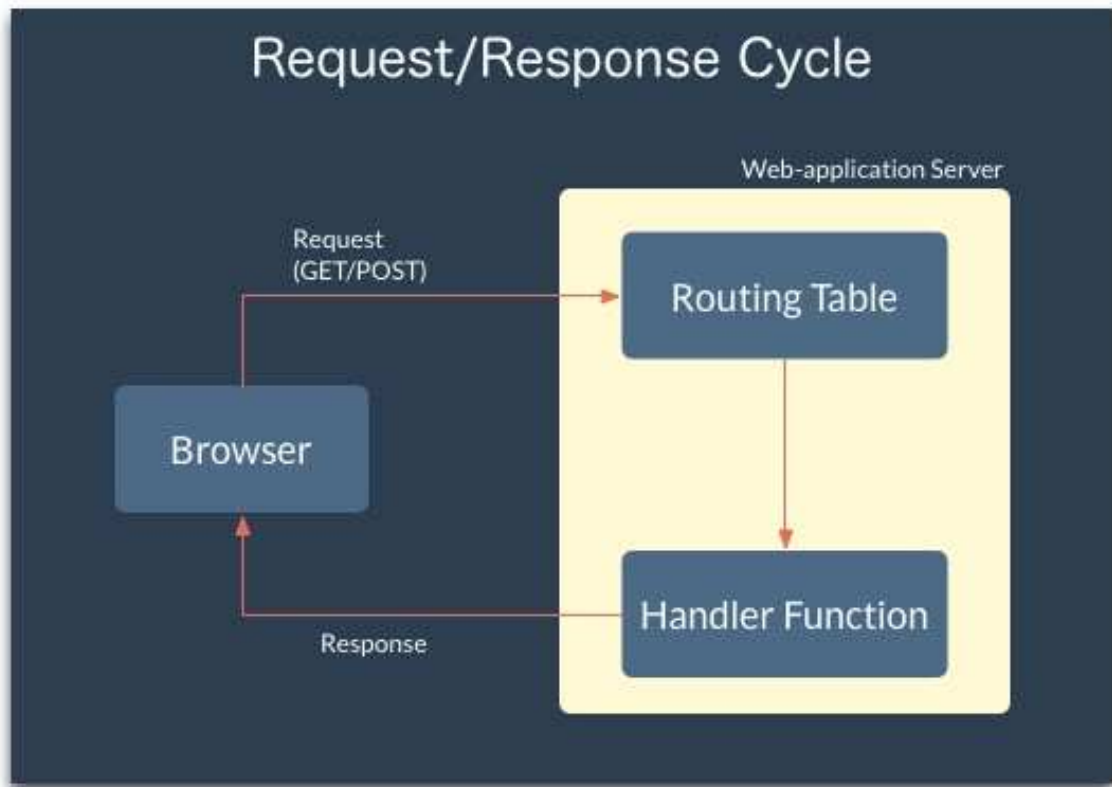 Request/Response Cycle
Web-application Server
Request
(GET/POST)
Routing Table
Browser
Handler Function
Response